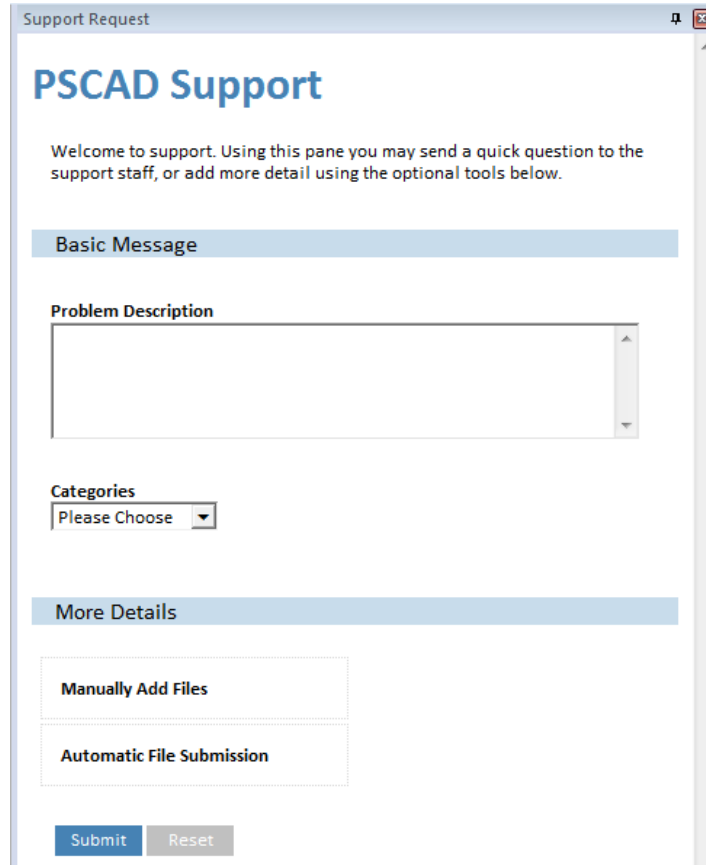 Support Request
PSCAD Support
Welcome to support. Using this pane you may send a quick question to the
support staff, or add more detail using the optional tools below.
Basic Message
Problem Description
Categories
Please Choose
More Details
Manually Add Files
Automatic File Submission
Submit Reset